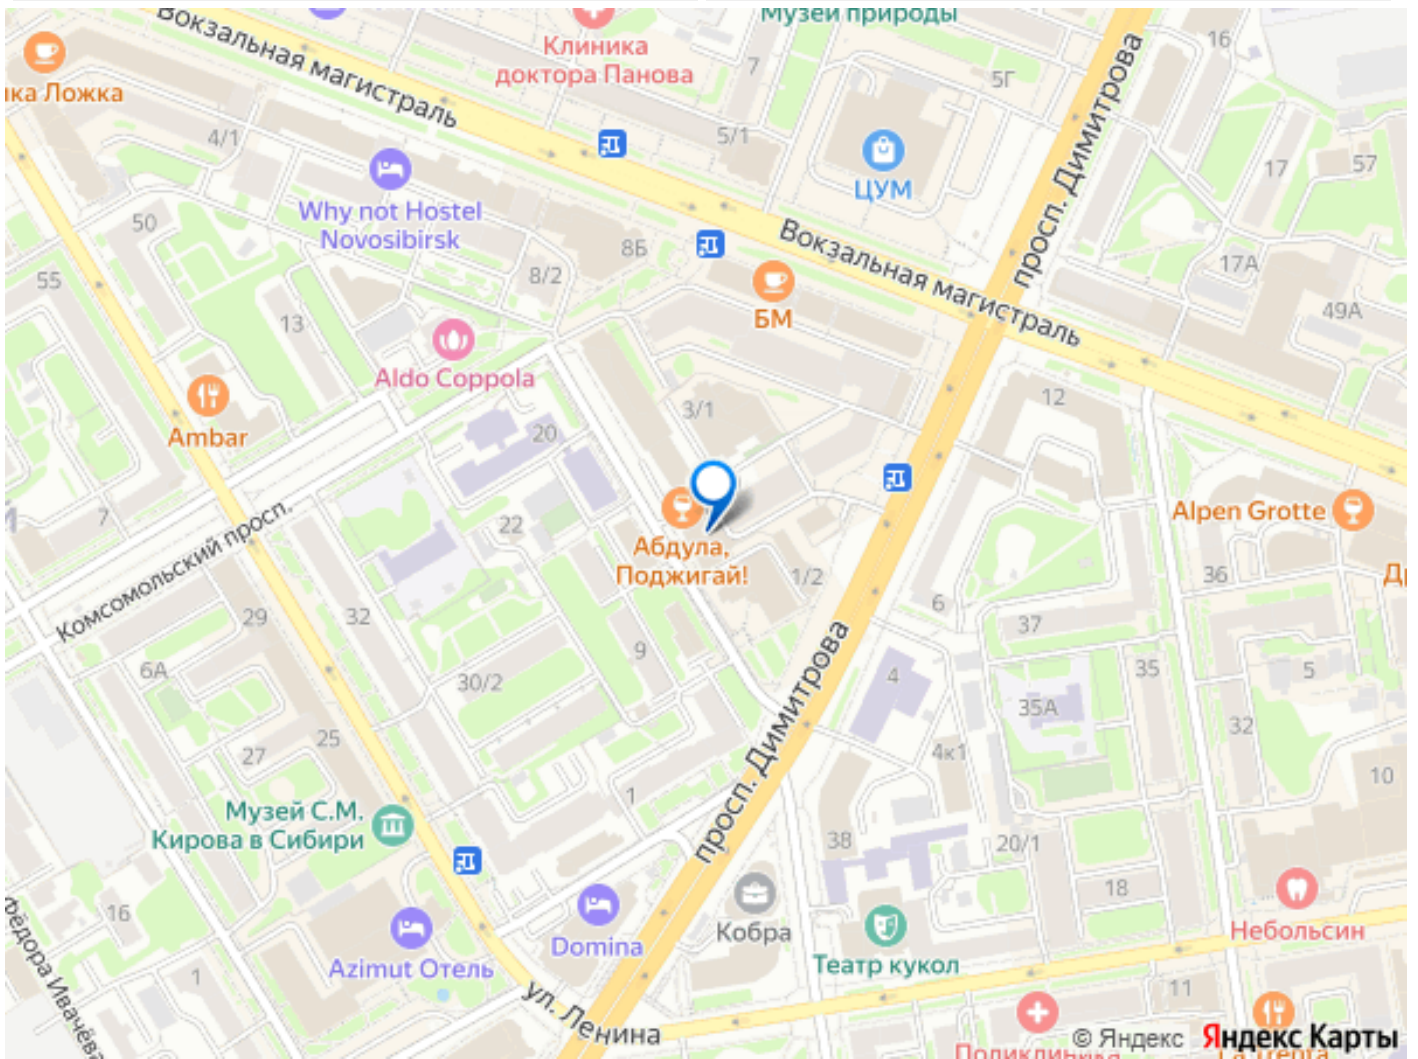 Музей природы
Вокзальная магистраль
Клиника
доктора Панова
7
5Г
16
просп. Димитрова
ика Ложка
4/1
5/1
ЦУМ
17
57
Why not Hostel
Novosibirsk
50
8Б
Вокзальная магистраль
17А
55
8/2
13
БМ
49А
Aldo Coppola
12
3/1
Ambar
20
7
22
Alpen Grotte
Комсомольский просп.
Абдула,
Поджигай!
1/2
36
29
32
6
37
9
6А
4
35
5
30/2
35А
32
27
25
просп. Димитрова
4к1
10
1
Музей С.М.
Кирова в Сибири
38
20/1
18
16
Фёдора Ивачёва
Domina
Кобра
Небольсин
Azimut Отель
Театр кукол
1
ул. Ленина
11
© Яндекс
Яндекс Карты